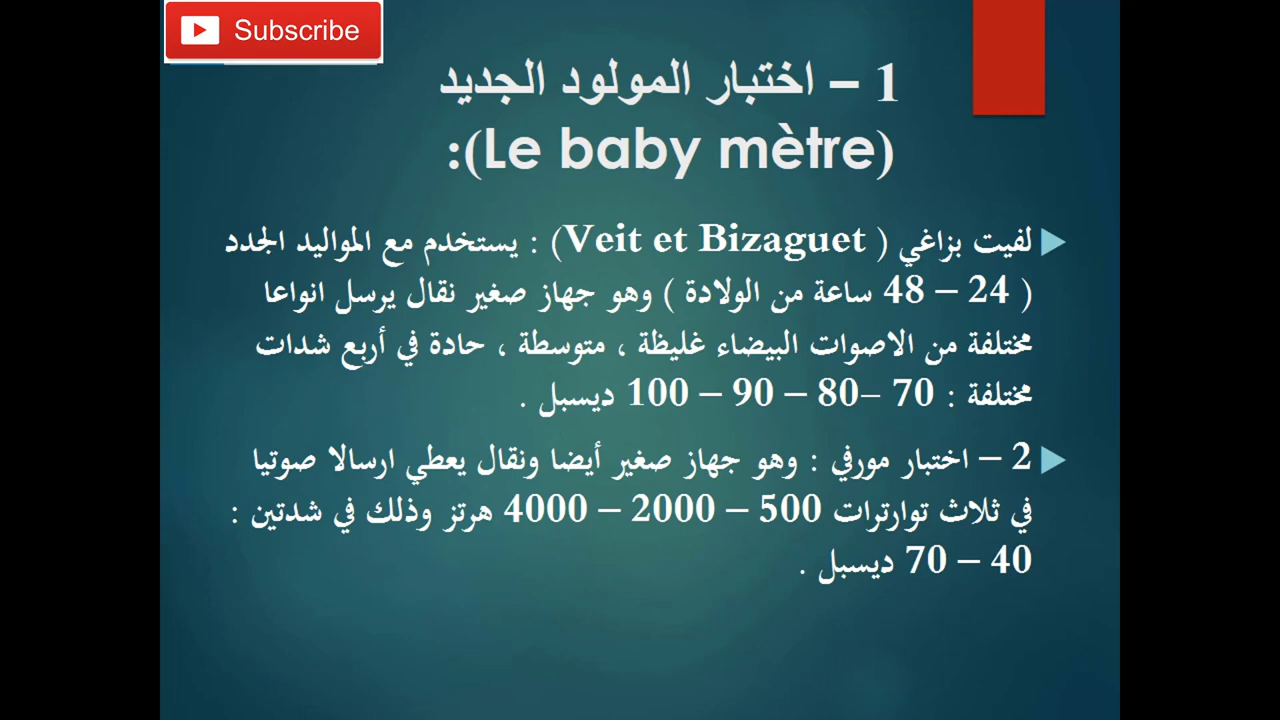 Subscribe
1 – اختبار المولود الجديد
(Le baby mètre):
لفيت بزاغي ( Veit et Bizaguet) : يستخدم مع المواليد الجدد
( 24 – 48 ساعة من الولادة ) وهو جهاز صغير نقال يرسل انواعا
مختلفة من الاصوات البيضاء غليظة ، متوسطة ، حادة في أربع شدات
مختلفة : 70 –80 – 90 – 100 ديسبل .
2 – اختبار مورفي : وهو جهاز صغير أيضا ونقال يعطي ارسالا صوتيا
في ثلاث توارترات 500 – 2000 – 4000 هرتز وذلك في شدتين :
40 – 70 ديسبل .